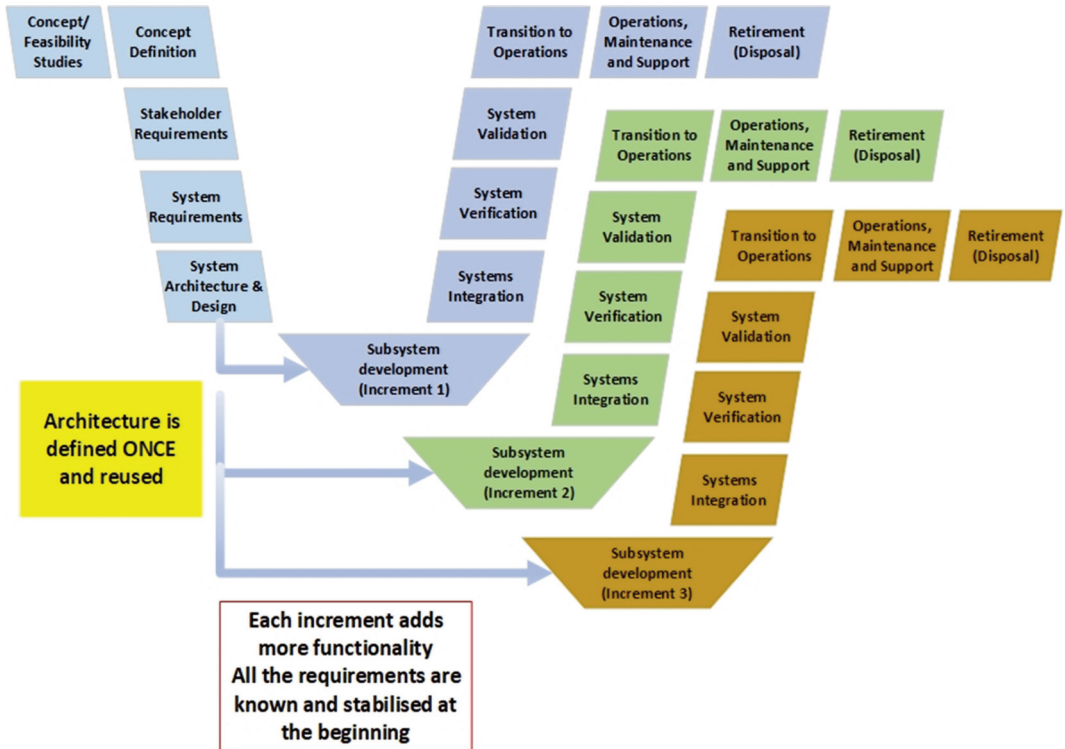 Concept/
Feasibility
Studies
Concept
Definition
Stakeholder
Requirements
System
Requirements
System
Architecture &
Design
Transition to
Operations
Operations,
Maintenance
and Support
Retirement
(Disposal)
System
Validation
System
Verification
Systems
Integration
Subsystem
development
(Increment 1)
Transition to
Operations
Operations,
Maintenance
and Support
Retirement
(Disposal)
System
Validation
System
Verification
Systems
Integration
Subsystem
development
(Increment 2)
Transition to
Operations
Operations,
Maintenance
and Support
Retirement
(Disposal)
System
Validation
System
Verification
Systems
Integration
Subsystem
development
(Increment 3)
Architecture is
defined ONCE
and reused
Each increment adds
more functionality
All the requirements are
known and stabilised at
the beginning